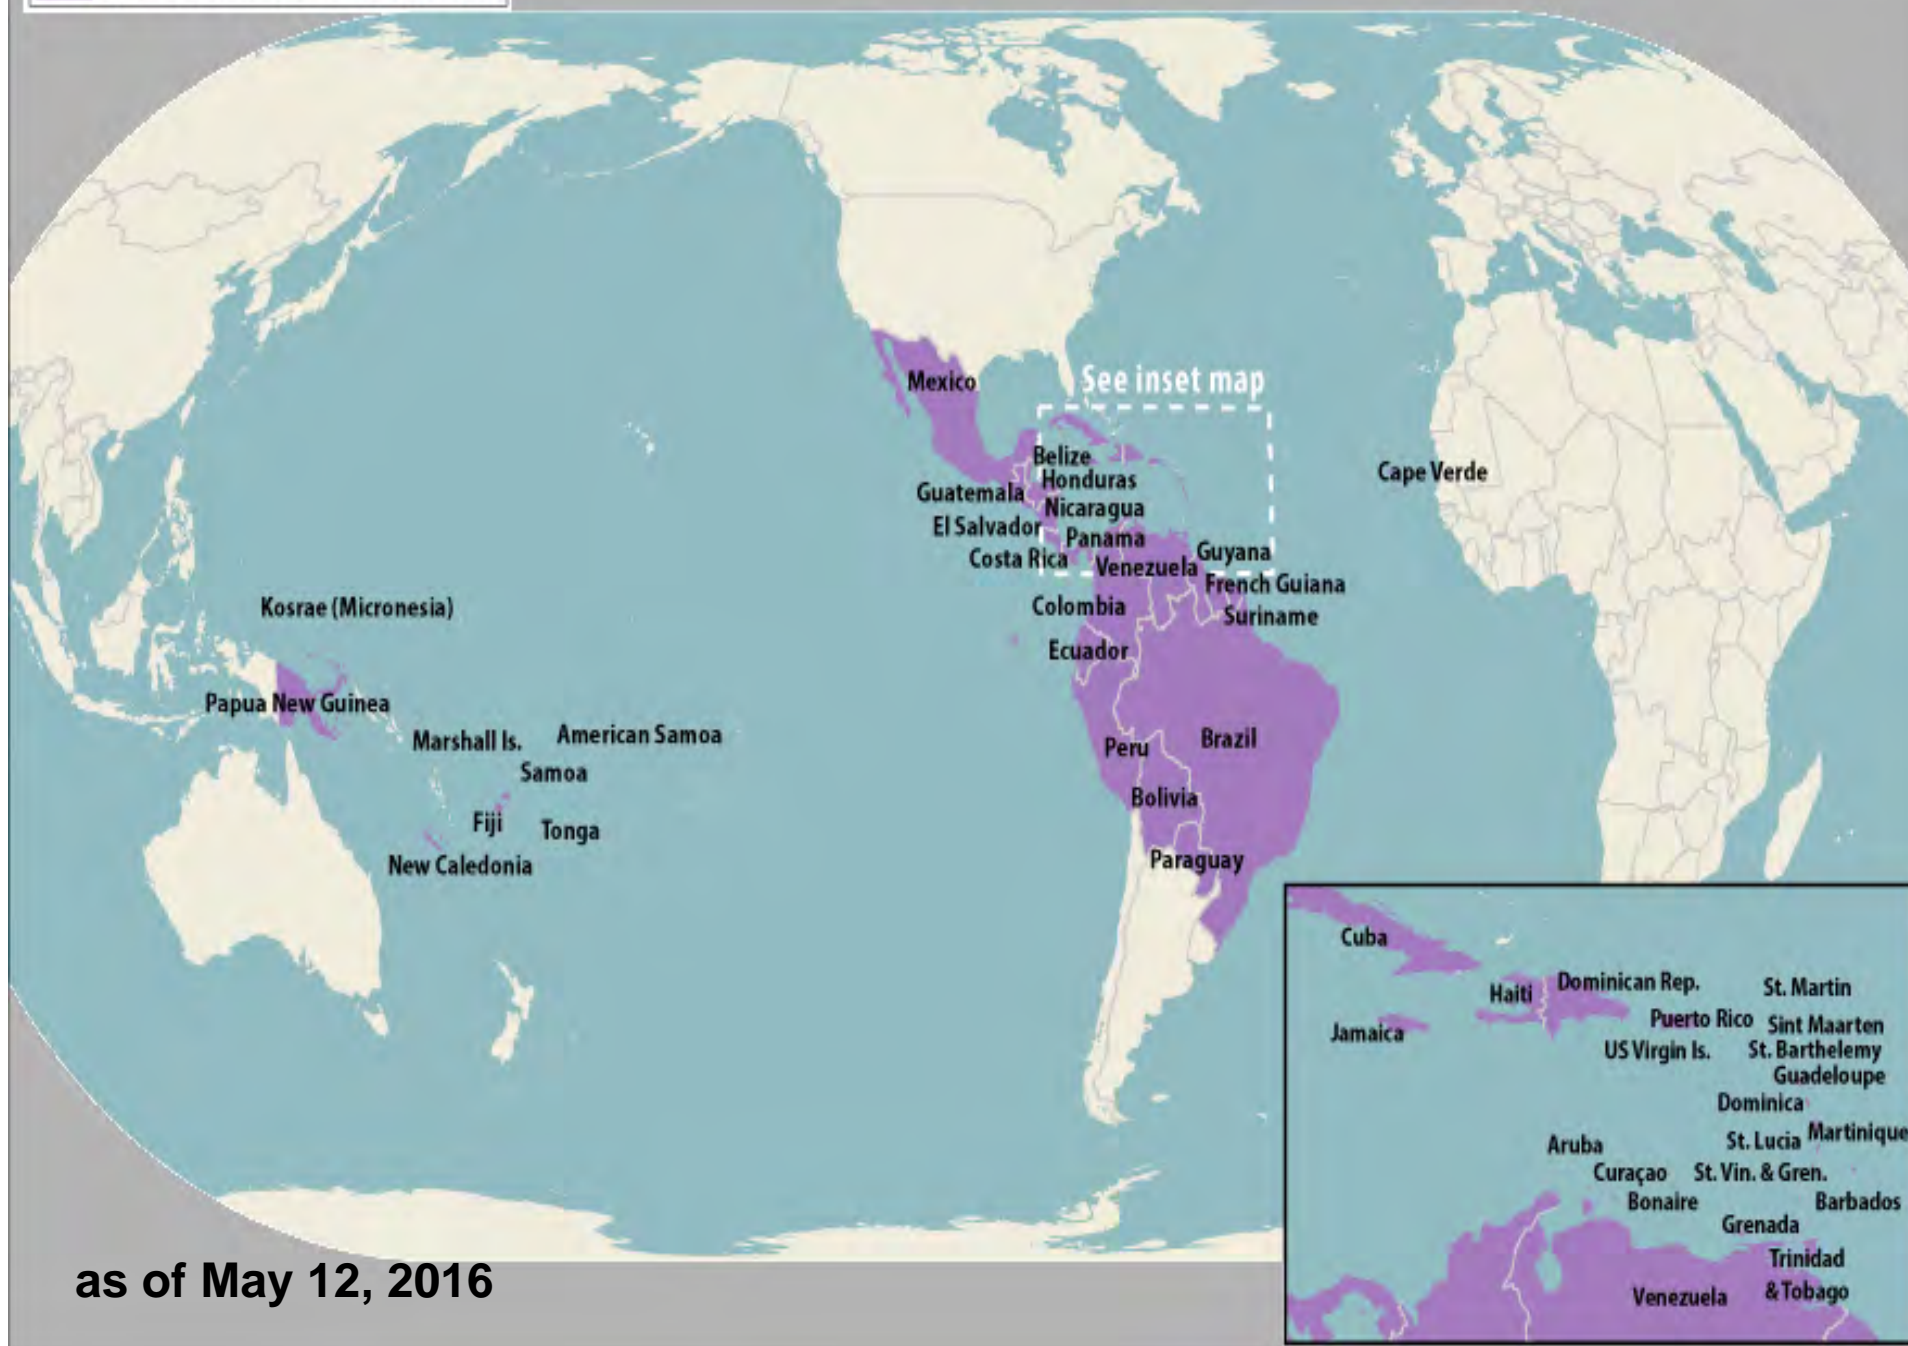 See inset map
Mexico
Belize
Honduras
Guatemala
Nicaragua
El Salvador
Panama
Costa Rica
Venezuela
Guyana
French Guiana
Suriname
Colombia
Ecuador
Peru
Brazil
Bolivia
Paraguay
Cape Verde
Kosrae (Micronesia)
Papua New Guinea
Marshall Is.
American Samoa
Samoa
Fiji
Tonga
New Caledonia
Cuba
Haiti
Dominican Rep.
St. Martin
Jamaica
Puerto Rico
Sint Maarten
US Virgin Is.
St. Barthelemy
Guadeloupe
Dominica
Aruba
St. Lucia
Martinique
Curaçao
St. Vin. & Gren.
Bonaire
Barbados
Grenada
Trinidad
& Tobago
Venezuela
as of May 12, 2016